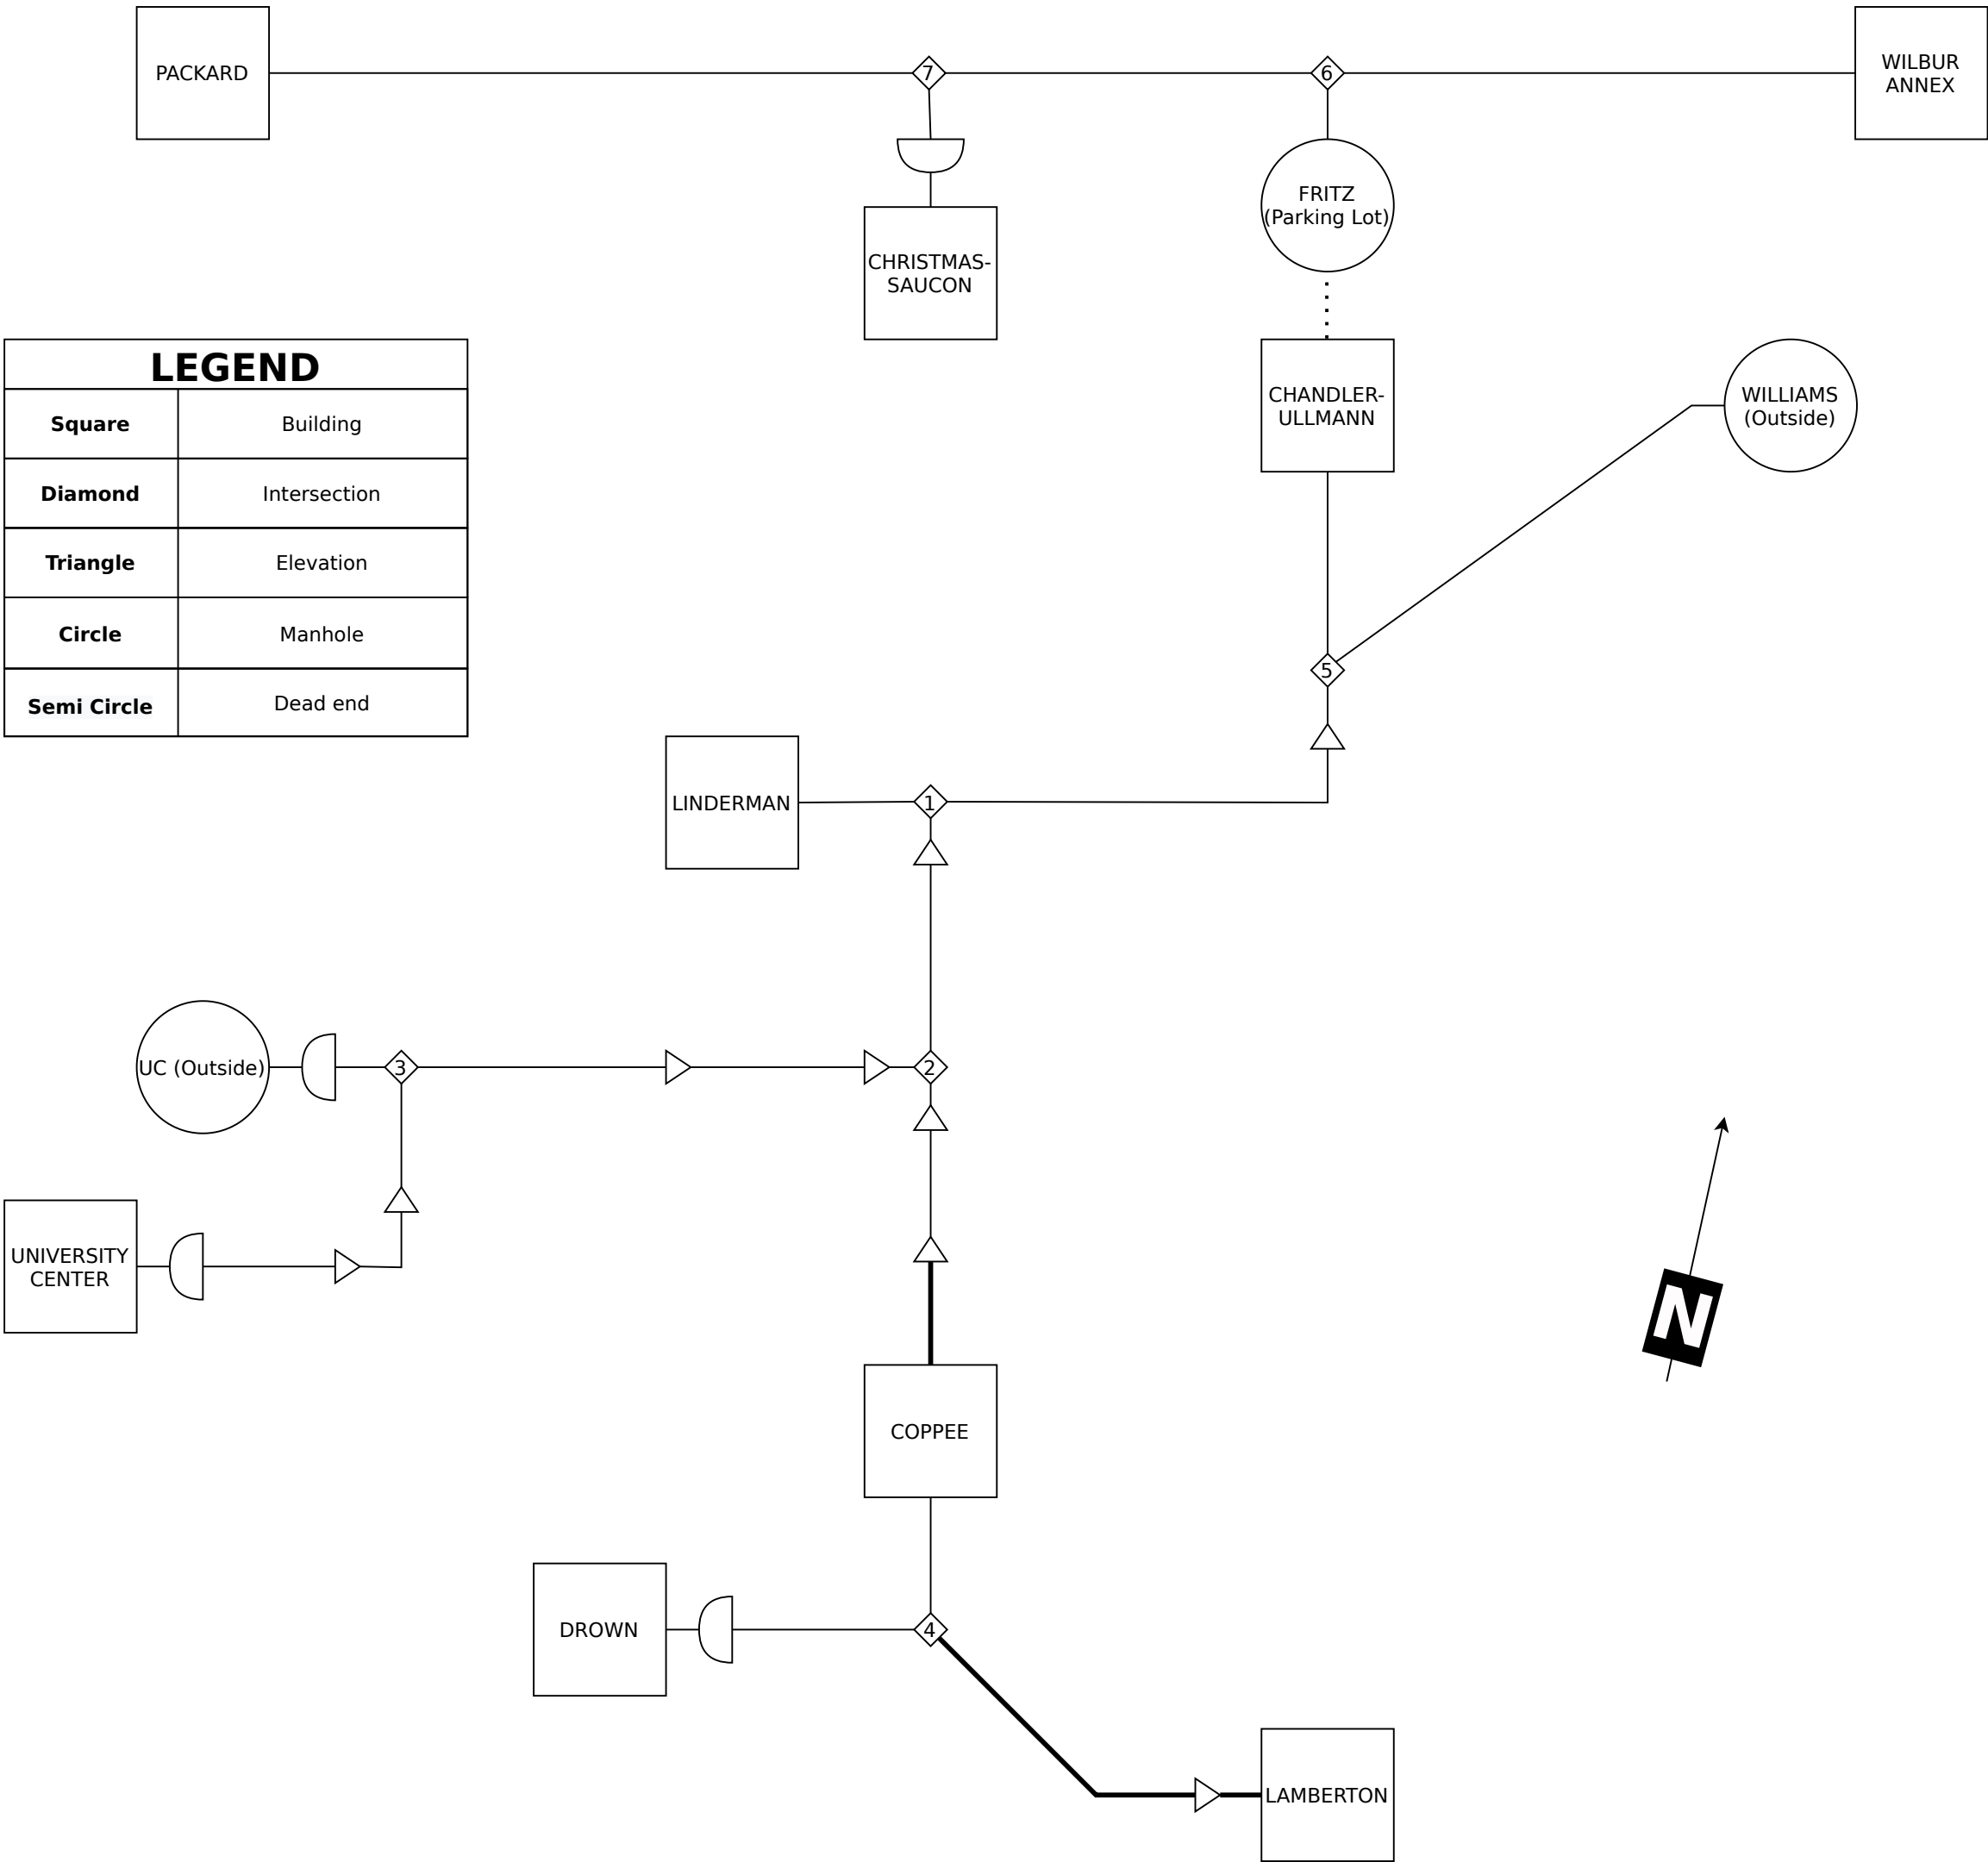 PACKARD
7
6
WILBUR
ANNEX
FRITZ
(Parking Lot)
CHRISTMAS-
SAUCON
LEGEND
Square Building
Diamond Intersection
Triangle Elevation
Circle Manhole
Semi Circle Dead end
CHANDLER-
ULLMANN
WILLIAMS
(Outside)
5
LINDERMAN
1
UC (Outside)
3
2
UNIVERSITY
CENTER
N
COPPEE
DROWN
4
LAMBERTON